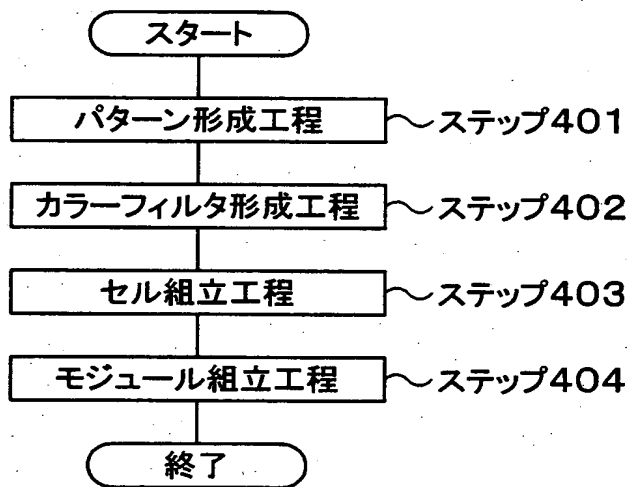 スタート
パターン形成工程 ステップ401
カラーフィルタ形成工程 ステップ402
セル組立工程 ステップ403
モジュール組立工程 ステップ404
終了